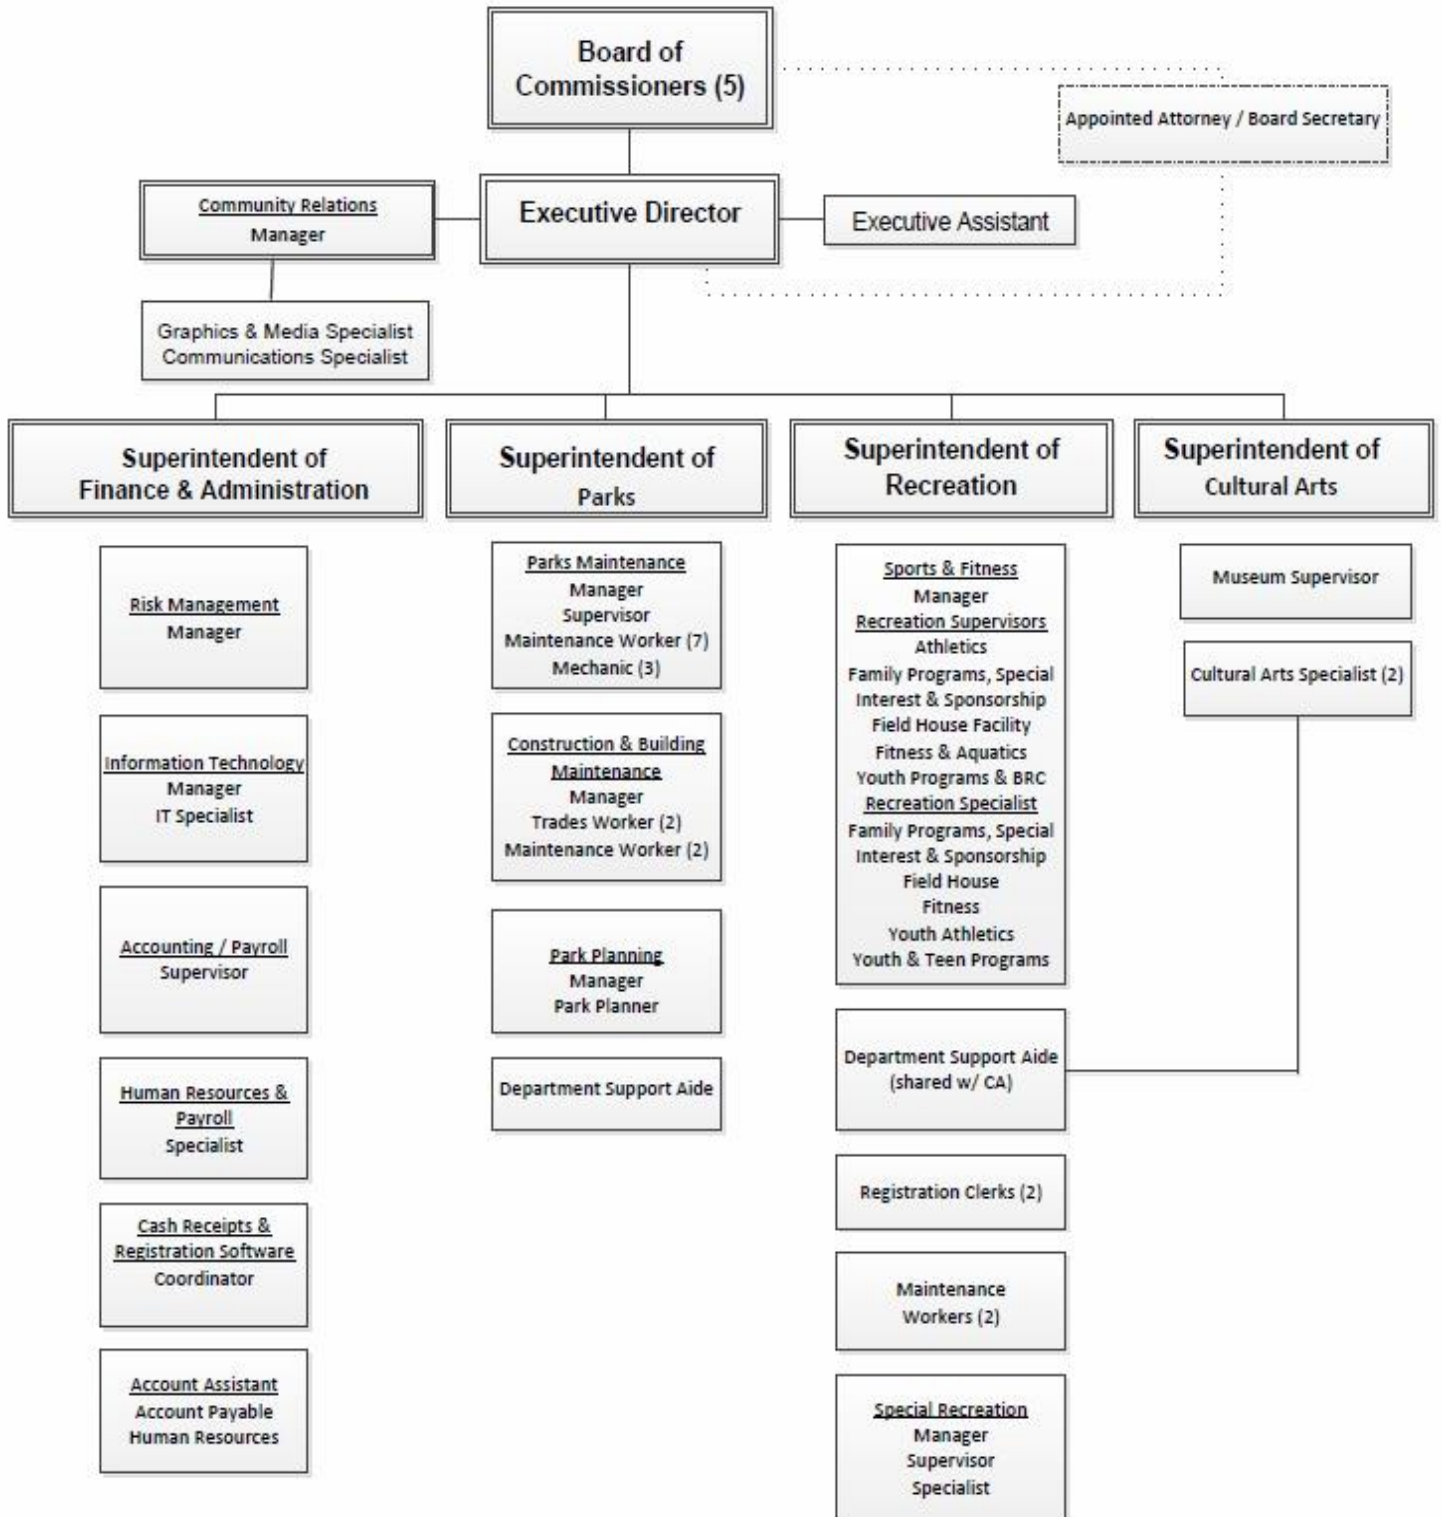 Board of
Commissioners (5)
Appointed Attorney / Board Secretary
Community Relations
Manager
Executive Director
Executive Assistant
Graphics & Media Specialist
Communications Specialist
Superintendent of
Finance & Administration
Superintendent of
Parks
Superintendent of
Recreation
Superintendent of
Cultural Arts
Risk Management
Manager
Information Technology
Manager
IT Specialist
Accounting / Payroll
Supervisor
Human Resources &
Payroll
Specialist
Cash Receipts &
Registration Software
Coordinator
Account Assistant
Account Payable
Human Resources
Parks Maintenance
Manager
Supervisor
Maintenance Worker (7)
Mechanic (3)
Construction & Building
Maintenance
Manager
Trades Worker (2)
Maintenance Worker (2)
Park Planning
Manager
Park Planner
Department Support Aide
Sports & Fitness
Manager
Recreation Supervisors
Athletics
Family Programs, Special
Interest & Sponsorship
Field House Facility
Fitness & Aquatics
Youth Programs & BRC
Recreation Specialist
Family Programs, Special
Interest & Sponsorship
Field House
Fitness
Youth Athletics
Youth & Teen Programs
Department Support Aide
(shared w/ CA)
Registration Clerks (2)
Maintenance
Workers (2)
Special Recreation
Manager
Supervisor
Specialist
Museum Supervisor
Cultural Arts Specialist (2)